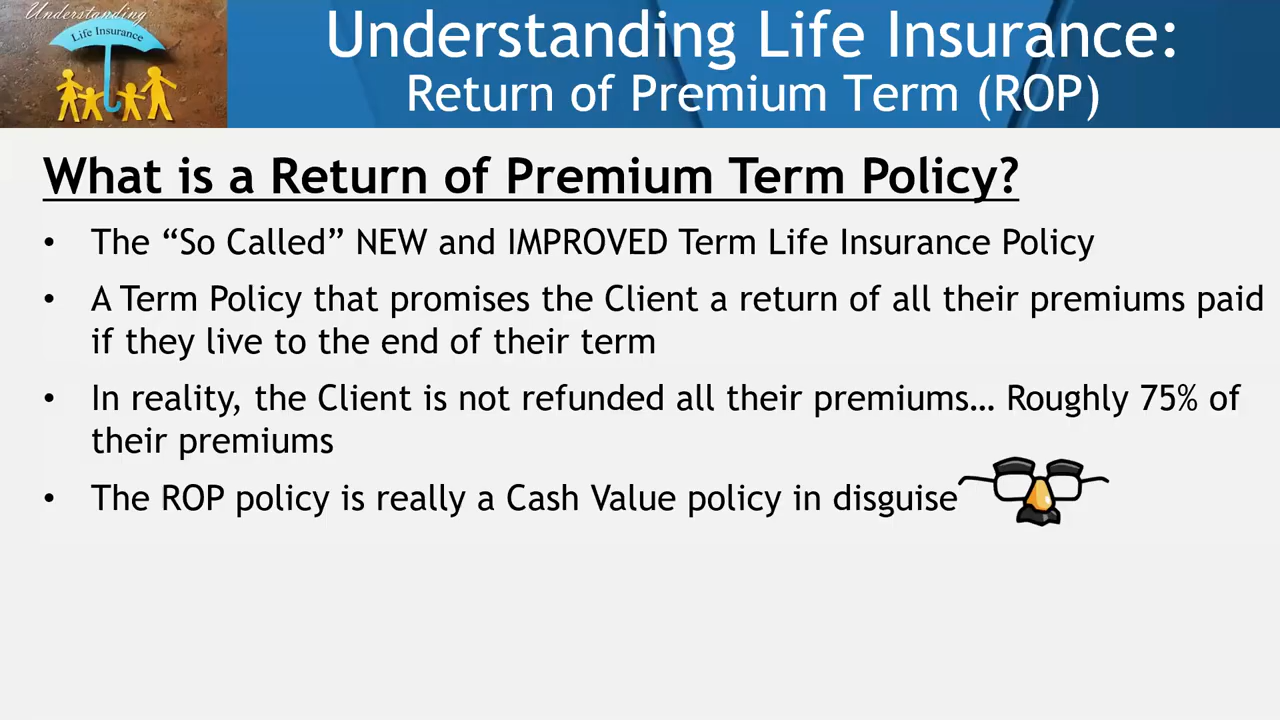 Understanding
Life Insurance
Understanding Life Insurance:
Return of Premium Term (ROP)
What is a Return of Premium Term Policy?
• The “So Called” NEW and IMPROVED Term Life Insurance Policy
• A Term Policy that promises the Client a return of all their premiums paid
if they live to the end of their term
• In reality, the Client is not refunded all their premiums… Roughly 75% of
their premiums
• The ROP policy is really a Cash Value policy in disguise